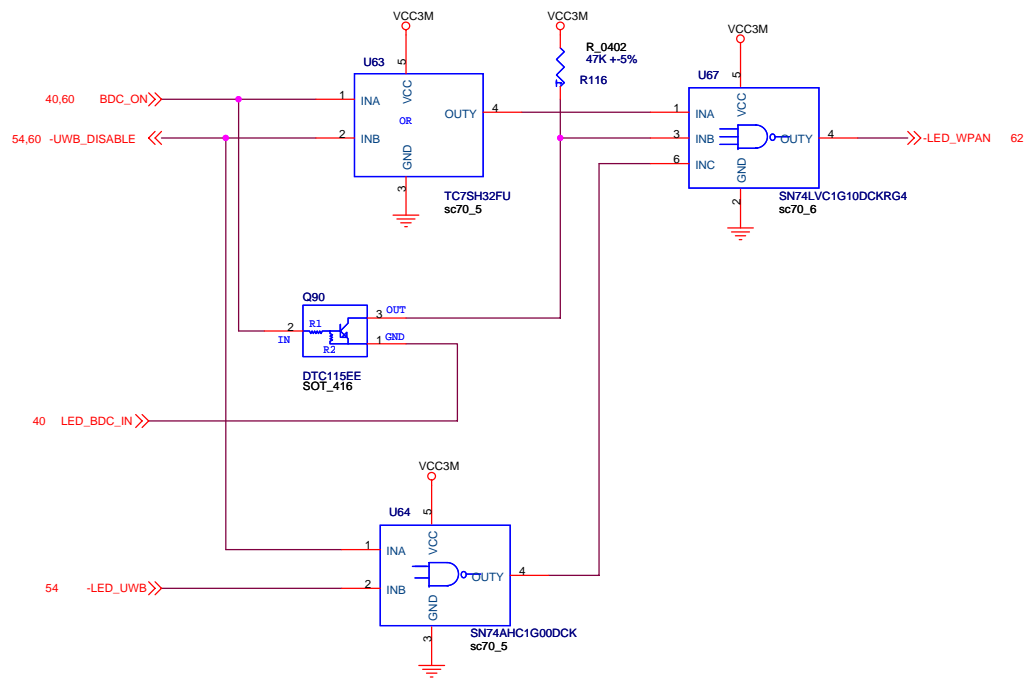 VCC3M
VCC3M
VCC3M
R_0402
47K +-5%
R116
U63
5
VCC
1
INA
OR
OUTY
4
2
INB
GND
3
TC7SH32FU
sc70_5
40,60 BDC_ON
54,60 -UWB_DISABLE
U67
5
VCC
1
INA
3
INB
OUTY
4
6
INC
GND
2
SN74LVC1G10DCKRG4
sc70_6
-LED_WPAN 62
Q90
3 OUT
2
IN
R1
R2
1 GND
DTC115EE
SOT_416
40 LED_BDC_IN
VCC3M
U64
5
VCC
1
INA
OUTY
4
2
INB
GND
3
SN74AHC1G00DCK
sc70_5
54 -LED_UWB